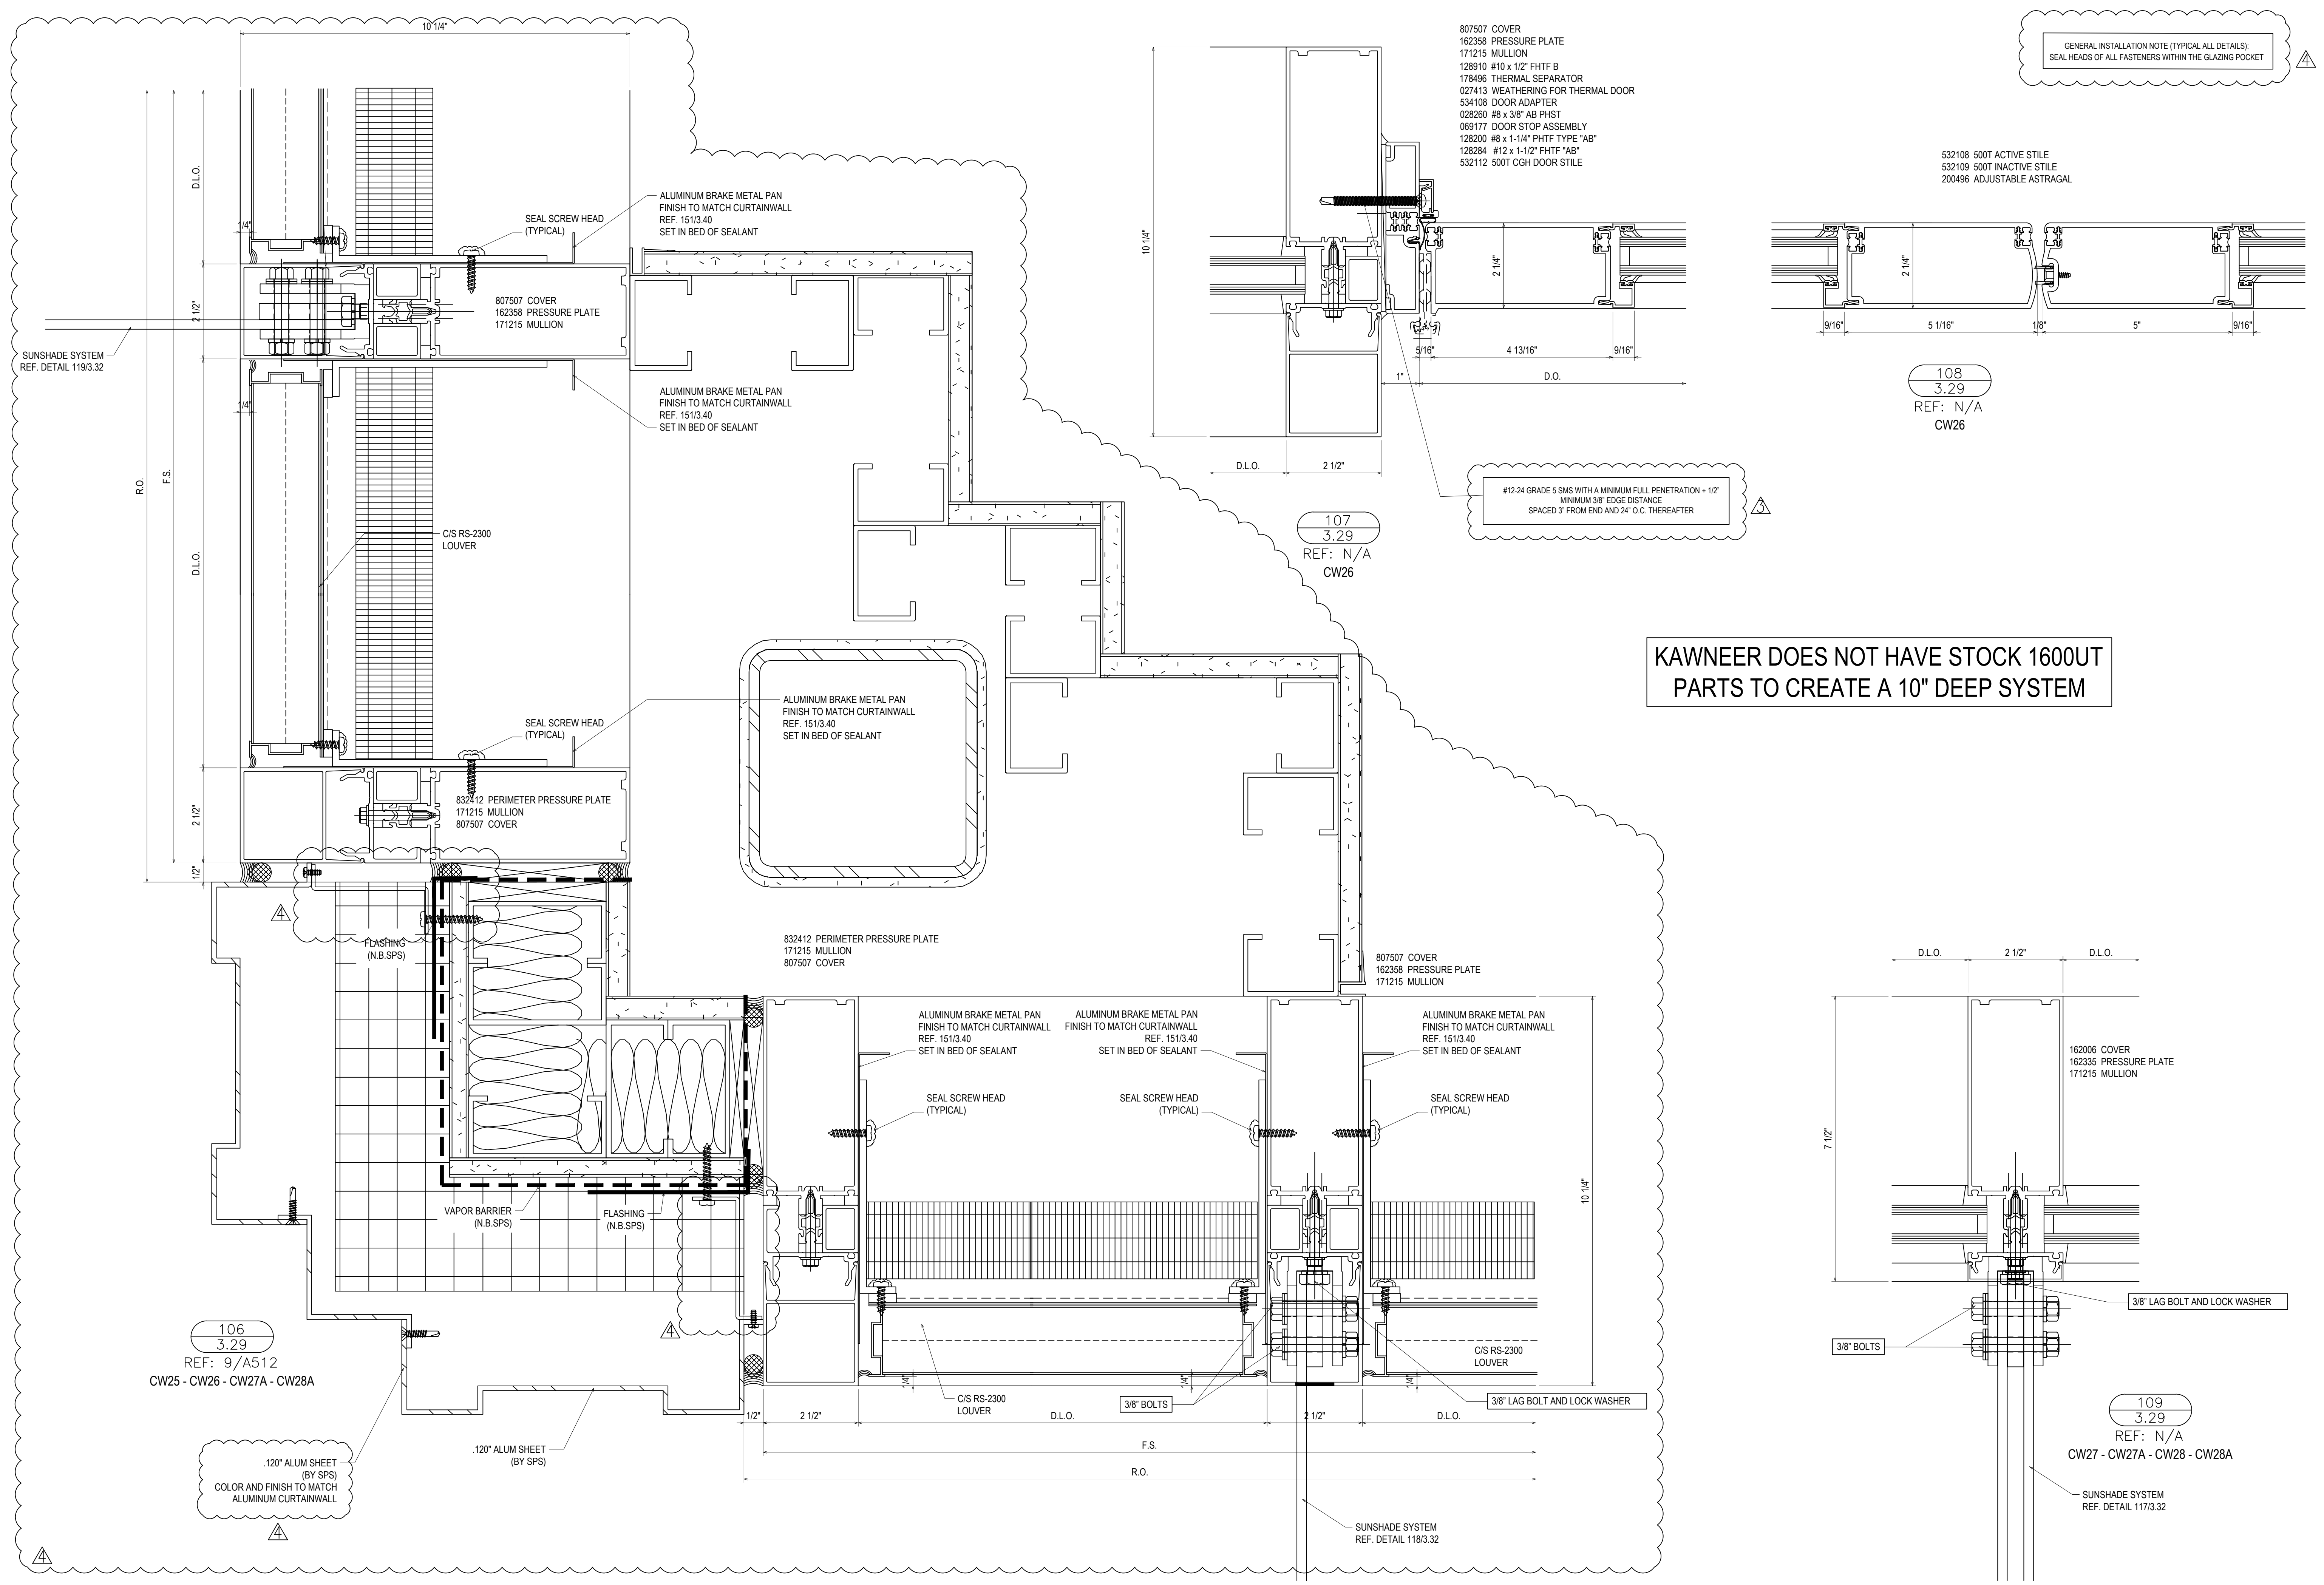 10 1/4"
D.L.O.
1/4"
2 1/2"
1/4"
R.O.
F.S.
D.L.O.
2 1/2"
1/2"
SEAL SCREW HEAD
(TYPICAL)
ALUMINUM BRAKE METAL PAN
FINISH TO MATCH CURTAINWALL
REF. 151/3.40
SET IN BED OF SEALANT
807507 COVER
162358 PRESSURE PLATE
171215 MULLION
SUNSHADE SYSTEM
REF. DETAIL 119/3.32
ALUMINUM BRAKE METAL PAN
FINISH TO MATCH CURTAINWALL
REF. 151/3.40
SET IN BED OF SEALANT
C/S RS-2300
LOUVER
SEAL SCREW HEAD
(TYPICAL)
ALUMINUM BRAKE METAL PAN
FINISH TO MATCH CURTAINWALL
REF. 151/3.40
SET IN BED OF SEALANT
832412 PERIMETER PRESSURE PLATE
171215 MULLION
807507 COVER
4
FLASHING
(N.B.SPS)
832412 PERIMETER PRESSURE PLATE
171215 MULLION
807507 COVER
807507 COVER
162358 PRESSURE PLATE
171215 MULLION
ALUMINUM BRAKE METAL PAN
FINISH TO MATCH CURTAINWALL
REF. 151/3.40
SET IN BED OF SEALANT
ALUMINUM BRAKE METAL PAN
FINISH TO MATCH CURTAINWALL
REF. 151/3.40
SET IN BED OF SEALANT
ALUMINUM BRAKE METAL PAN
FINISH TO MATCH CURTAINWALL
REF. 151/3.40
SET IN BED OF SEALANT
SEAL SCREW HEAD
(TYPICAL)
SEAL SCREW HEAD
(TYPICAL)
SEAL SCREW HEAD
(TYPICAL)
10 1/4"
VAPOR BARRIER
(N.B.SPS)
FLASHING
(N.B.SPS)
4
106
3.29
REF: 9/A512
CW25 - CW26 - CW27A - CW28A
C/S RS-2300
LOUVER
1/4"
1/4"
1/4"
C/S RS-2300
LOUVER
3/8" BOLTS
3/8" LAG BOLT AND LOCK WASHER
1/2"
2 1/2"
D.L.O.
2 1/2"
D.L.O.
F.S.
R.O.
.120" ALUM SHEET
(BY SPS)
.120" ALUM SHEET
(BY SPS)
COLOR AND FINISH TO MATCH
ALUMINUM CURTAINWALL
4
4
SUNSHADE SYSTEM
REF. DETAIL 118/3.32
807507 COVER
162358 PRESSURE PLATE
171215 MULLION
128910 #10 x 1/2" FHTF B
178496 THERMAL SEPARATOR
027413 WEATHERING FOR THERMAL DOOR
534108 DOOR ADAPTER
028260 #8 x 3/8" AB PHST
069177 DOOR STOP ASSEMBLY
128200 #8 x 1-1/4" PHTF TYPE "AB"
128284 #12 x 1-1/2" FHTF "AB"
532112 500T CGH DOOR STILE
10 1/4"
2 1/4"
5/16"
4 13/16"
9/16"
1"
D.O.
D.L.O.
2 1/2"
#12-24 GRADE 5 SMS WITH A MINIMUM FULL PENETRATION + 1/2"
MINIMUM 3/8" EDGE DISTANCE
SPACED 3" FROM END AND 24" O.C. THEREAFTER
3
107
3.29
REF: N/A
CW26
GENERAL INSTALLATION NOTE (TYPICAL ALL DETAILS):
SEAL HEADS OF ALL FASTENERS WITHIN THE GLAZING POCKET
4
532108 500T ACTIVE STILE
532109 500T INACTIVE STILE
200496 ADJUSTABLE ASTRAGAL
2 1/4"
9/16"
5 1/16"
1/8"
5"
9/16"
108
3.29
REF: N/A
CW26
KAWNEER DOES NOT HAVE STOCK 1600UT
PARTS TO CREATE A 10" DEEP SYSTEM
D.L.O.
2 1/2"
D.L.O.
162006 COVER
162335 PRESSURE PLATE
171215 MULLION
7 1/2"
3/8" LAG BOLT AND LOCK WASHER
3/8" BOLTS
109
3.29
REF: N/A
CW27 - CW27A - CW28 - CW28A
SUNSHADE SYSTEM
REF. DETAIL 117/3.32